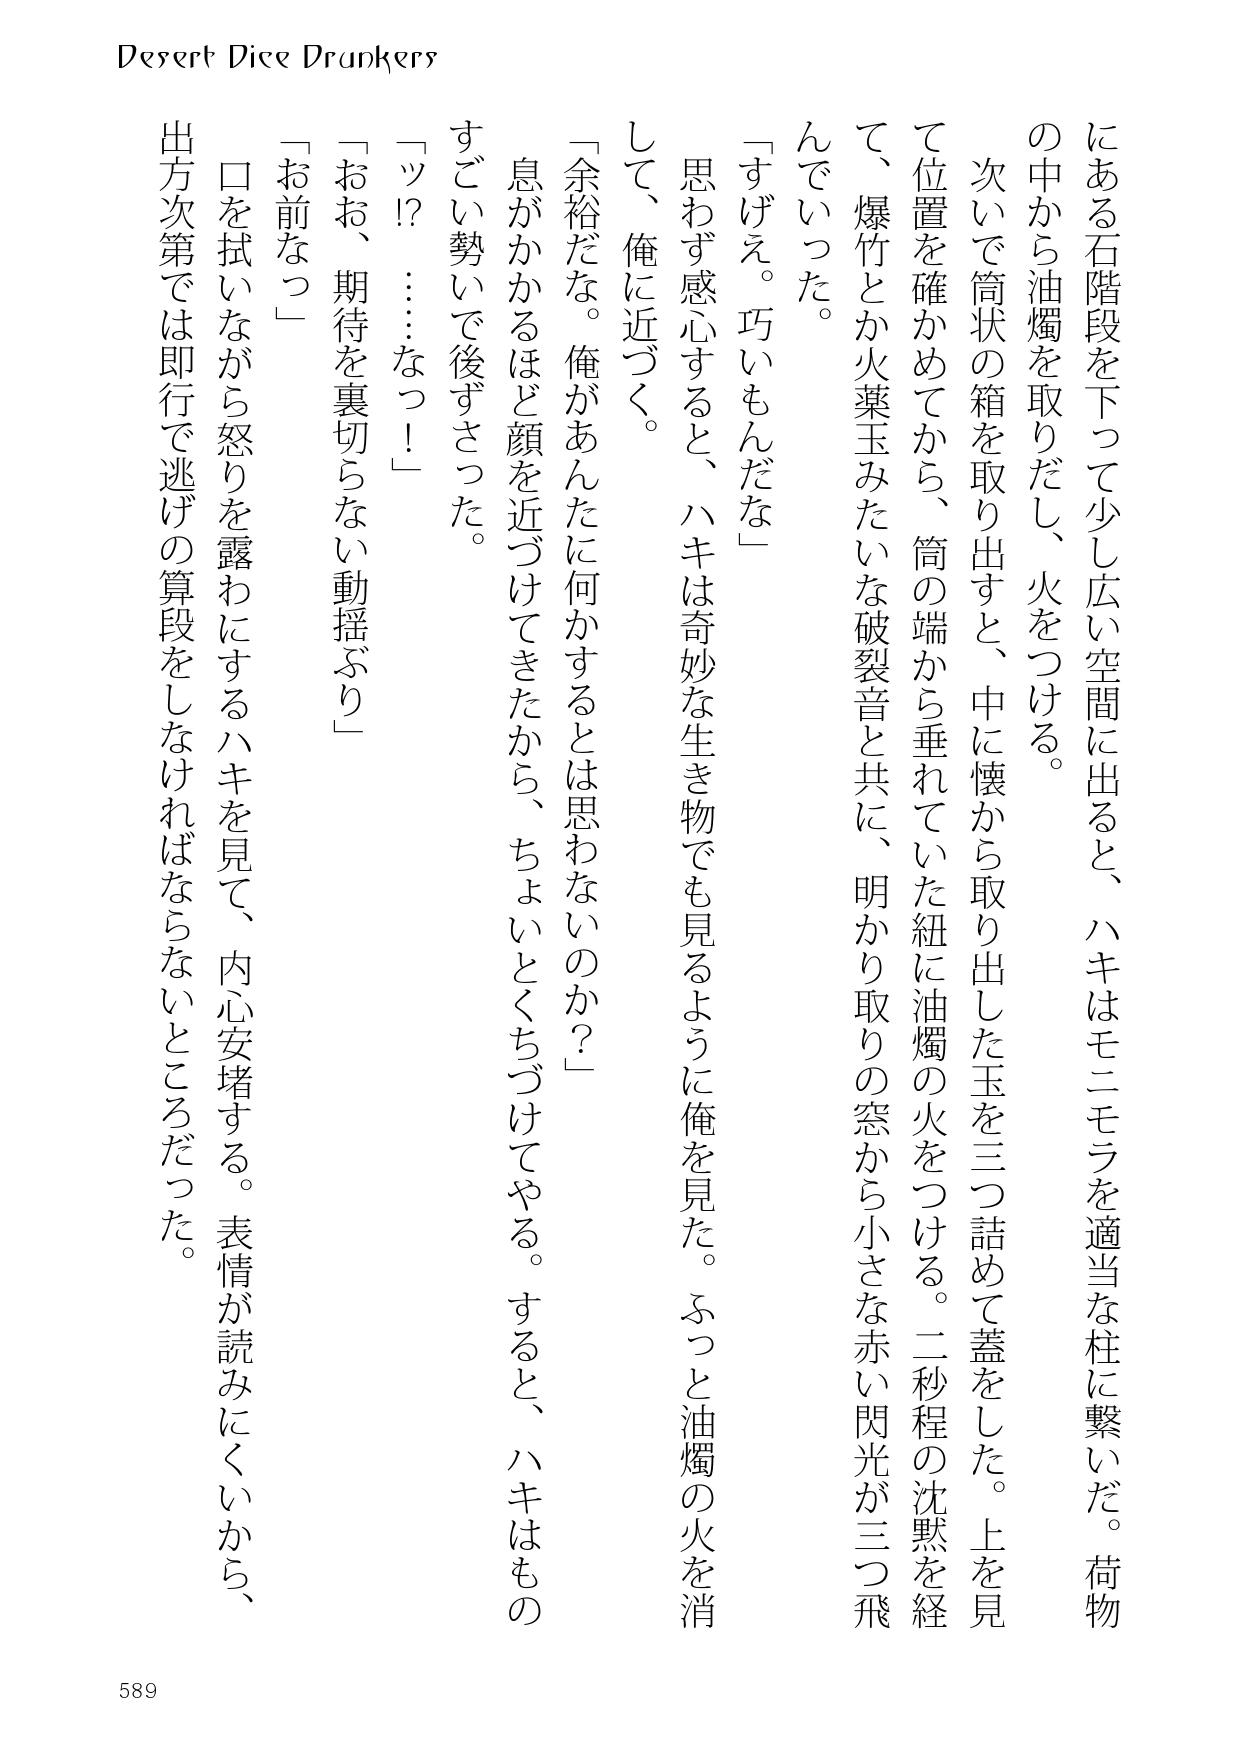 Desert Dice Drunkers
にある石階段を下って少し広い空間に出ると、ハキはモニモラを適当な柱に繋いだ。荷物
の中から油燭を取りだし、火をつける。
　次いで筒状の箱を取り出すと、中に懐から取り出した玉を三つ詰めて蓋をした。上を見
て位置を確かめてから、筒の端から垂れていた紐に油燭の火をつける。二秒程の沈黙を経
て、爆竹とか火薬玉みたいな破裂音と共に、明かり取りの窓から小さな赤い閃光が三つ飛
んでいった。
「すげえ。巧いもんだな」
　思わず感心すると、ハキは奇妙な生き物でも見るように俺を見た。ふっと油燭の火を消
して、俺に近づく。
「余裕だな。俺があんたに何かするとは思わないのか？」
　息がかかるほど顔を近づけてきたから、ちょいとくちづけてやる。すると、ハキはもの
すごい勢いで後ずさった。
「ッ!?　……なっ！」
「おお、期待を裏切らない動揺ぶり」
「お前なっ」
　口を拭いながら怒りを露わにするハキを見て、内心安堵する。表情が読みにくいから、
出方次第では即行で逃げの算段をしなければならないところだった。
589